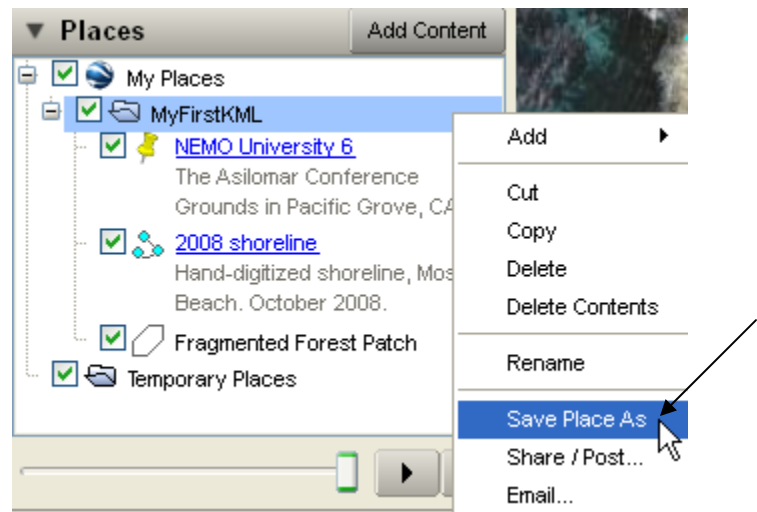 Places
Add Content
My Places
MyFirstKML
NEMO University 6
The Asilomar Conference
Grounds in Pacific Grove, CA
2008 shoreline
Hand-digitized shoreline, Mos
Beach. October 2008.
Fragmented Forest Patch
Temporary Places
Add
Cut
Copy
Delete
Delete Contents
Rename
Save Place As
Share / Post...
Email...